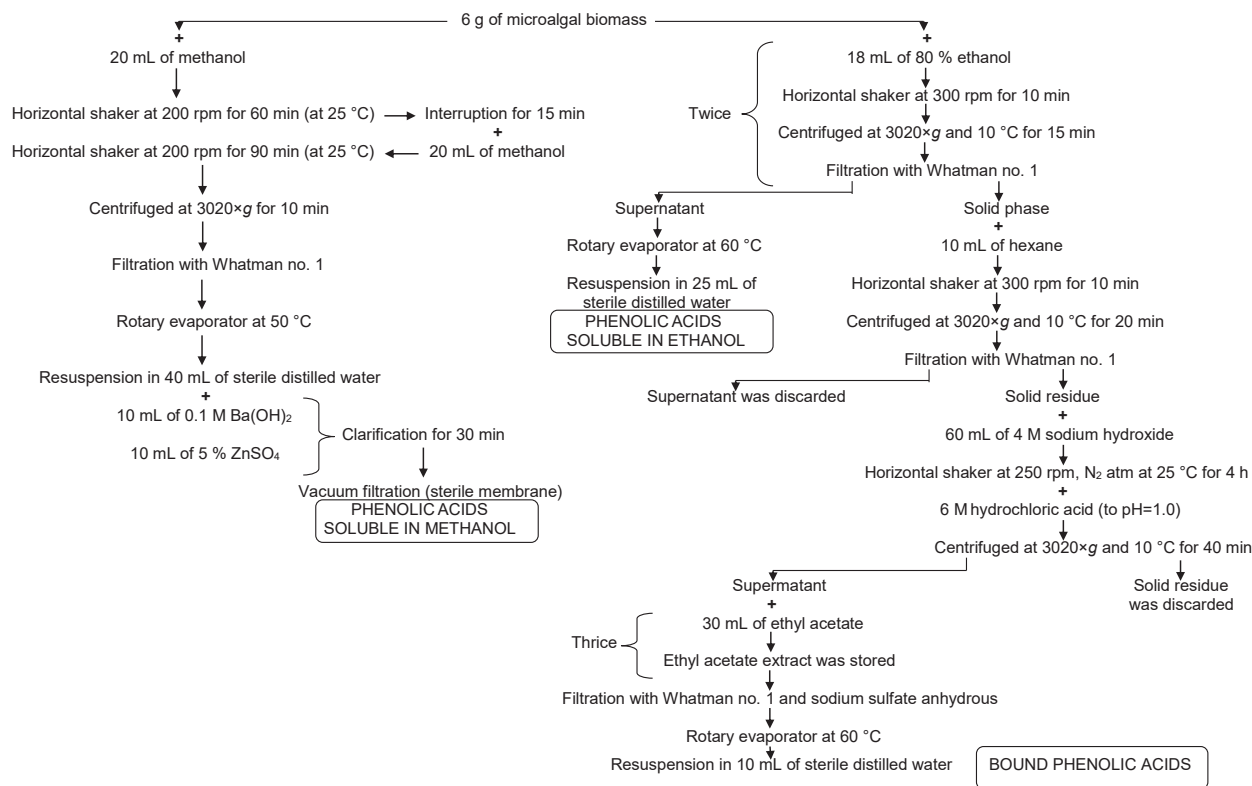 6 g of microalgal biomass
+
20 mL of methanol
Horizontal shaker at 200 rpm for 60 min (at 25 °C)
Interruption for 15 min
+
20 mL of methanol
Horizontal shaker at 200 rpm for 90 min (at 25 °C)
Centrifuged at 3020×g for 10 min
Filtration with Whatman no. 1
Rotary evaporator at 50 °C
Resuspension in 40 mL of sterile distilled water
+
10 mL of 0.1 M Ba(OH)₂
10 mL of 5 % ZnSO₄
Clarification for 30 min
Vacuum filtration (sterile membrane)
PHENOLIC ACIDS
SOLUBLE IN METHANOL
+
18 mL of 80 % ethanol
Horizontal shaker at 300 rpm for 10 min
Twice
Centrifuged at 3020×g and 10 °C for 15 min
Filtration with Whatman no. 1
Supernatant
Rotary evaporator at 60 °C
Resuspension in 25 mL of
sterile distilled water
PHENOLIC ACIDS
SOLUBLE IN ETHANOL
Solid phase
+
10 mL of hexane
Horizontal shaker at 300 rpm for 10 min
Centrifuged at 3020×g and 10 °C for 20 min
Filtration with Whatman no. 1
Supernatant was discarded
Solid residue
+
60 mL of 4 M sodium hydroxide
Horizontal shaker at 250 rpm, N₂ atm at 25 °C for 4 h
+
6 M hydrochloric acid (to pH=1.0)
Centrifuged at 3020×g and 10 °C for 40 min
Supermatant
+
30 mL of ethyl acetate
Thrice
Ethyl acetate extract was stored
Filtration with Whatman no. 1 and sodium sulfate anhydrous
Rotary evaporator at 60 °C
Resuspension in 10 mL of sterile distilled water
BOUND PHENOLIC ACIDS
Solid residue
was discarded